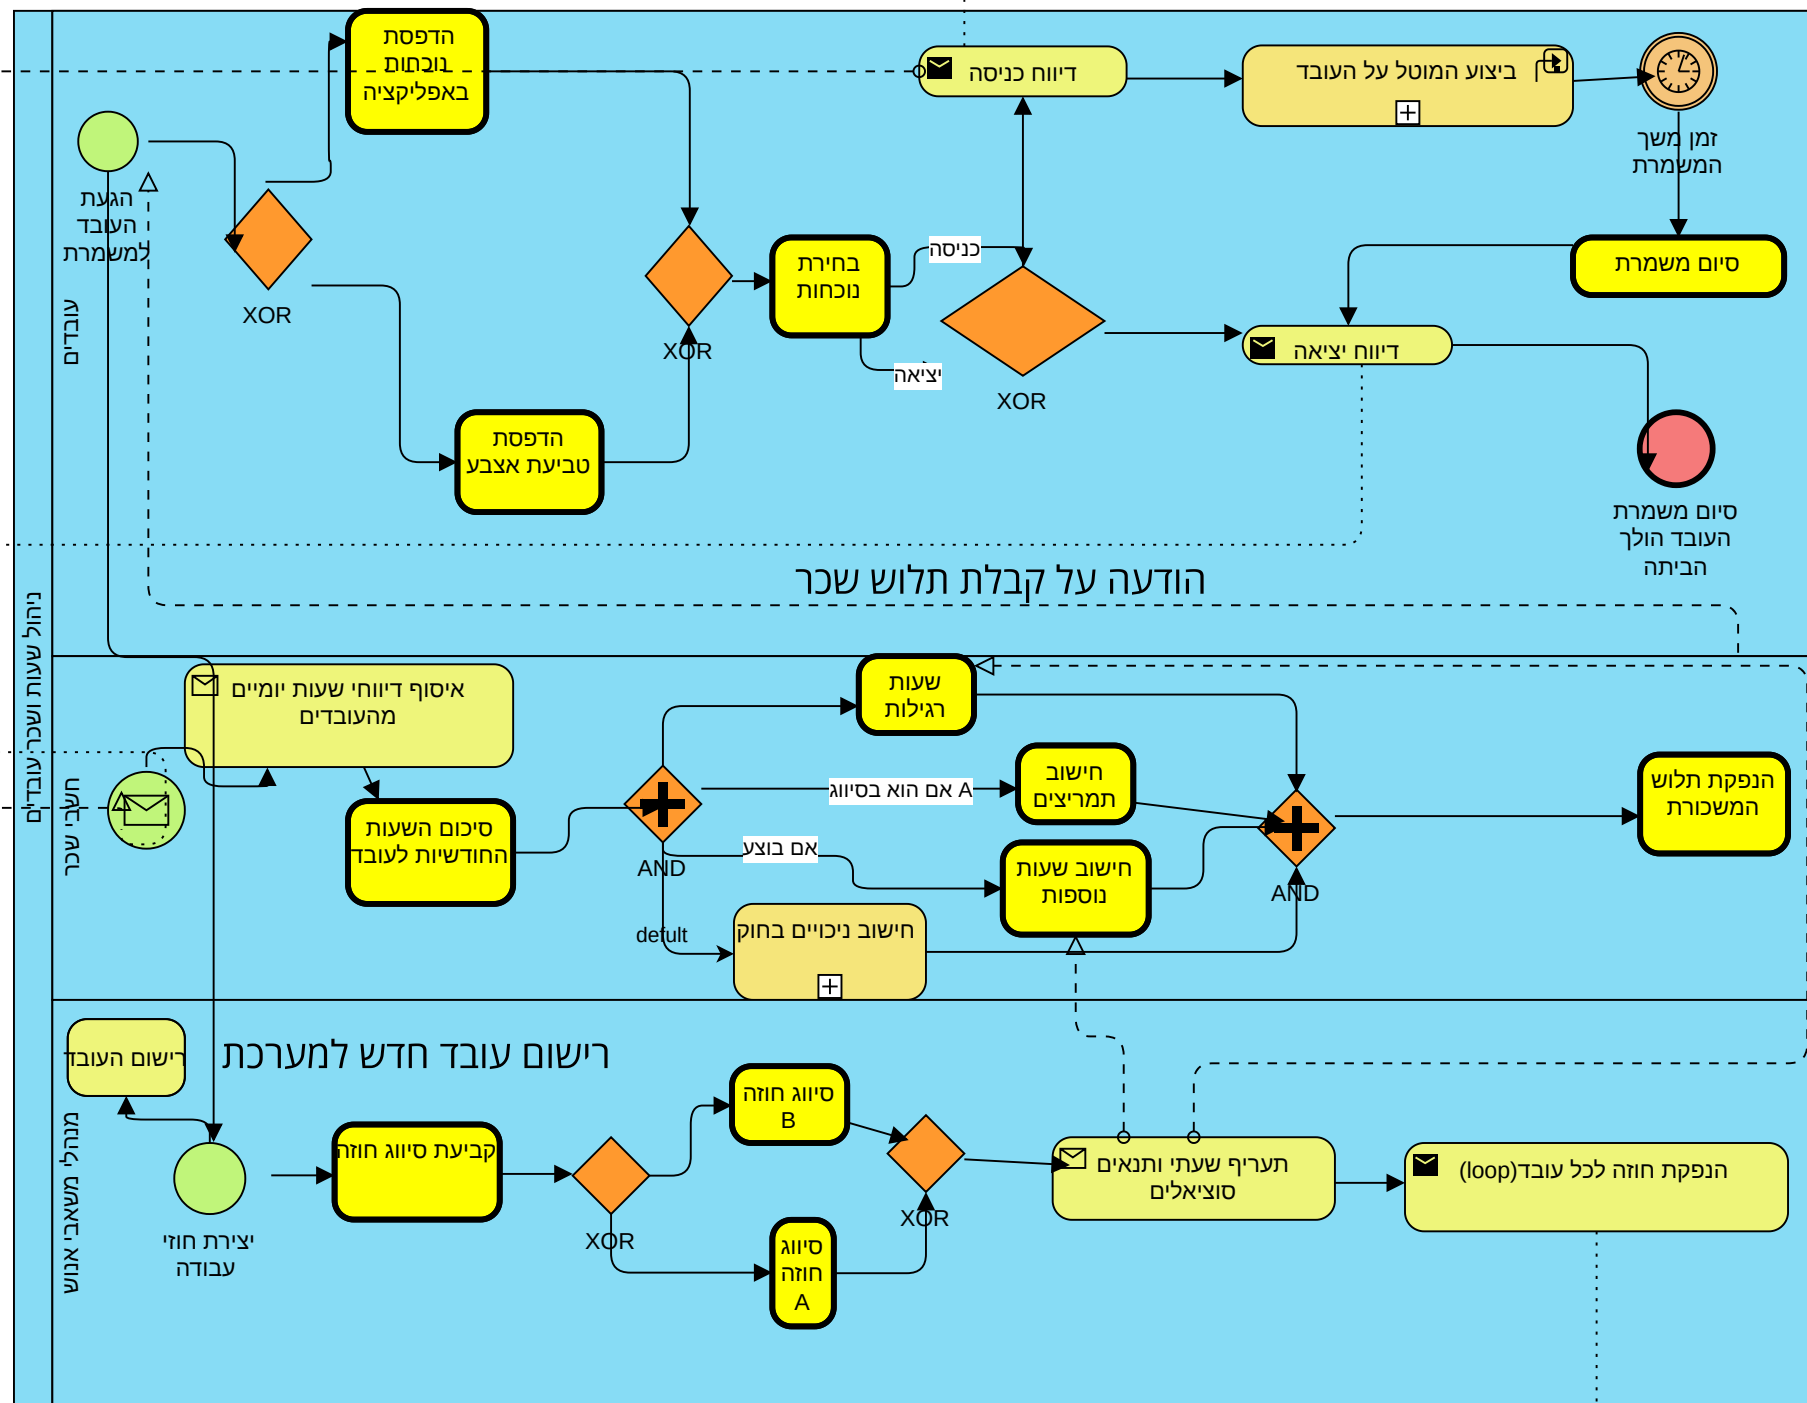 ניהול שעות ושכר עובדים
עובדים
הגעת
העובד
למשמרת
XOR
הדפסת
נוכחות
באפליקציה
הדפסת
טביעת אצבע
XOR
בחירת
נוכחות
כניסה
יציאה
XOR
דיווח כניסה
ביצוע המוטל על העובד
זמן משך
המשמרת
סיום משמרת
דיווח יציאה
סיום משמרת
העובד הולך
הביתה
הודעה על קבלת תלוש שכר
חשבי שכר
איסוף דיווחי שעות יומיים
מהעובדים
סיכום השעות
החודשיות לעובד
AND
שעות
רגילות
A אם הוא בסיווג
חישוב
תמריצים
אם בוצע
חישוב שעות
נוספות
defult
חישוב ניכויים בחוק
AND
הנפקת תלוש
המשכורת
מנהלי משאבי אנוש
רישום העובד
רישום עובד חדש למערכת
יצירת חוזי
עבודה
קביעת סיווג חוזה
XOR
סיווג חוזה
B
סיווג
חוזה
A
XOR
תעריף שעתי ותנאים
סוציאלים
הנפקת חוזה לכל עובד(loop)